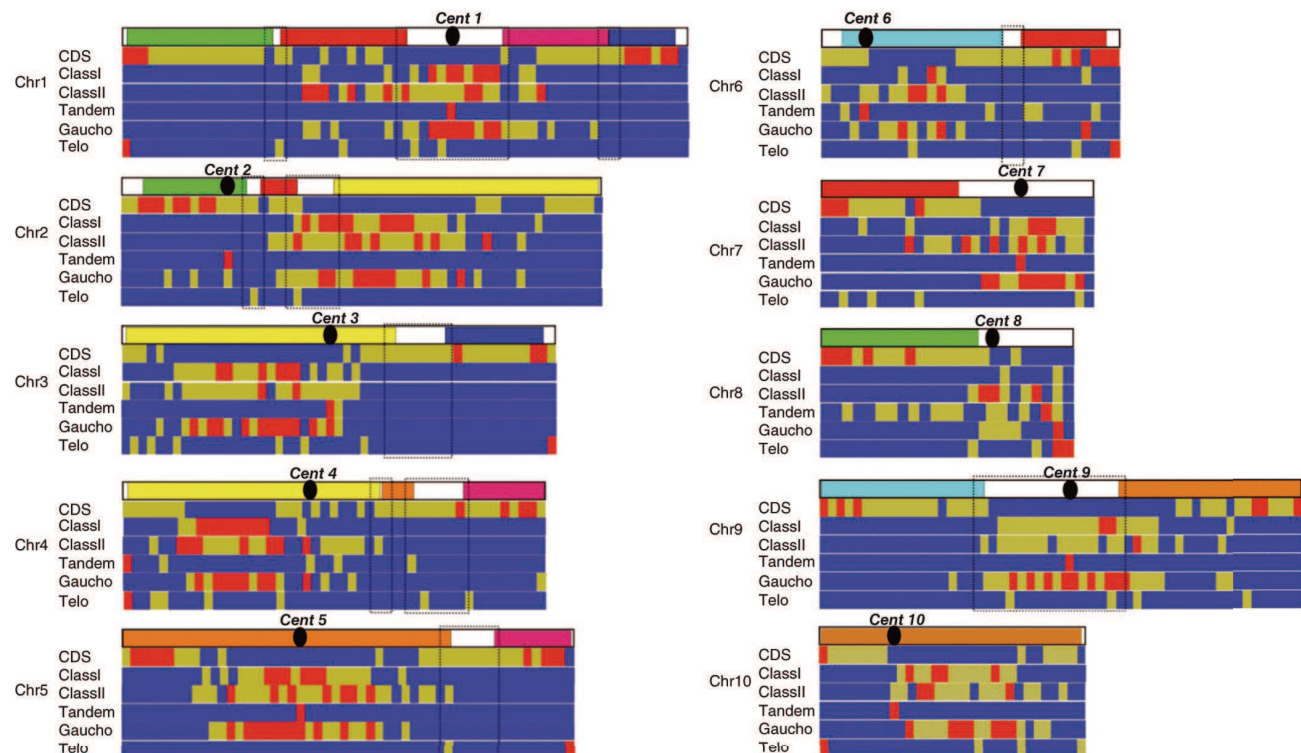 Cent 1
Chr1
CDS
ClassI
ClassII
Tandem
Gaucho
Telo
Cent 2
Chr2
CDS
ClassI
ClassII
Tandem
Gaucho
Telo
Cent 3
Chr3
CDS
ClassI
ClassII
Tandem
Gaucho
Telo
Cent 4
Chr4
CDS
ClassI
ClassII
Tandem
Gaucho
Telo
Cent 5
Chr5
CDS
ClassI
ClassII
Tandem
Gaucho
Telo
Cent 6
Chr6
CDS
ClassI
ClassII
Tandem
Gaucho
Telo
Cent 7
Chr7
CDS
ClassI
ClassII
Tandem
Gaucho
Telo
Cent 8
Chr8
CDS
ClassI
ClassII
Tandem
Gaucho
Telo
Cent 9
Chr9
CDS
ClassI
ClassII
Tandem
Gaucho
Telo
Cent 10
Chr10
CDS
ClassI
ClassII
Tandem
Gaucho
Telo